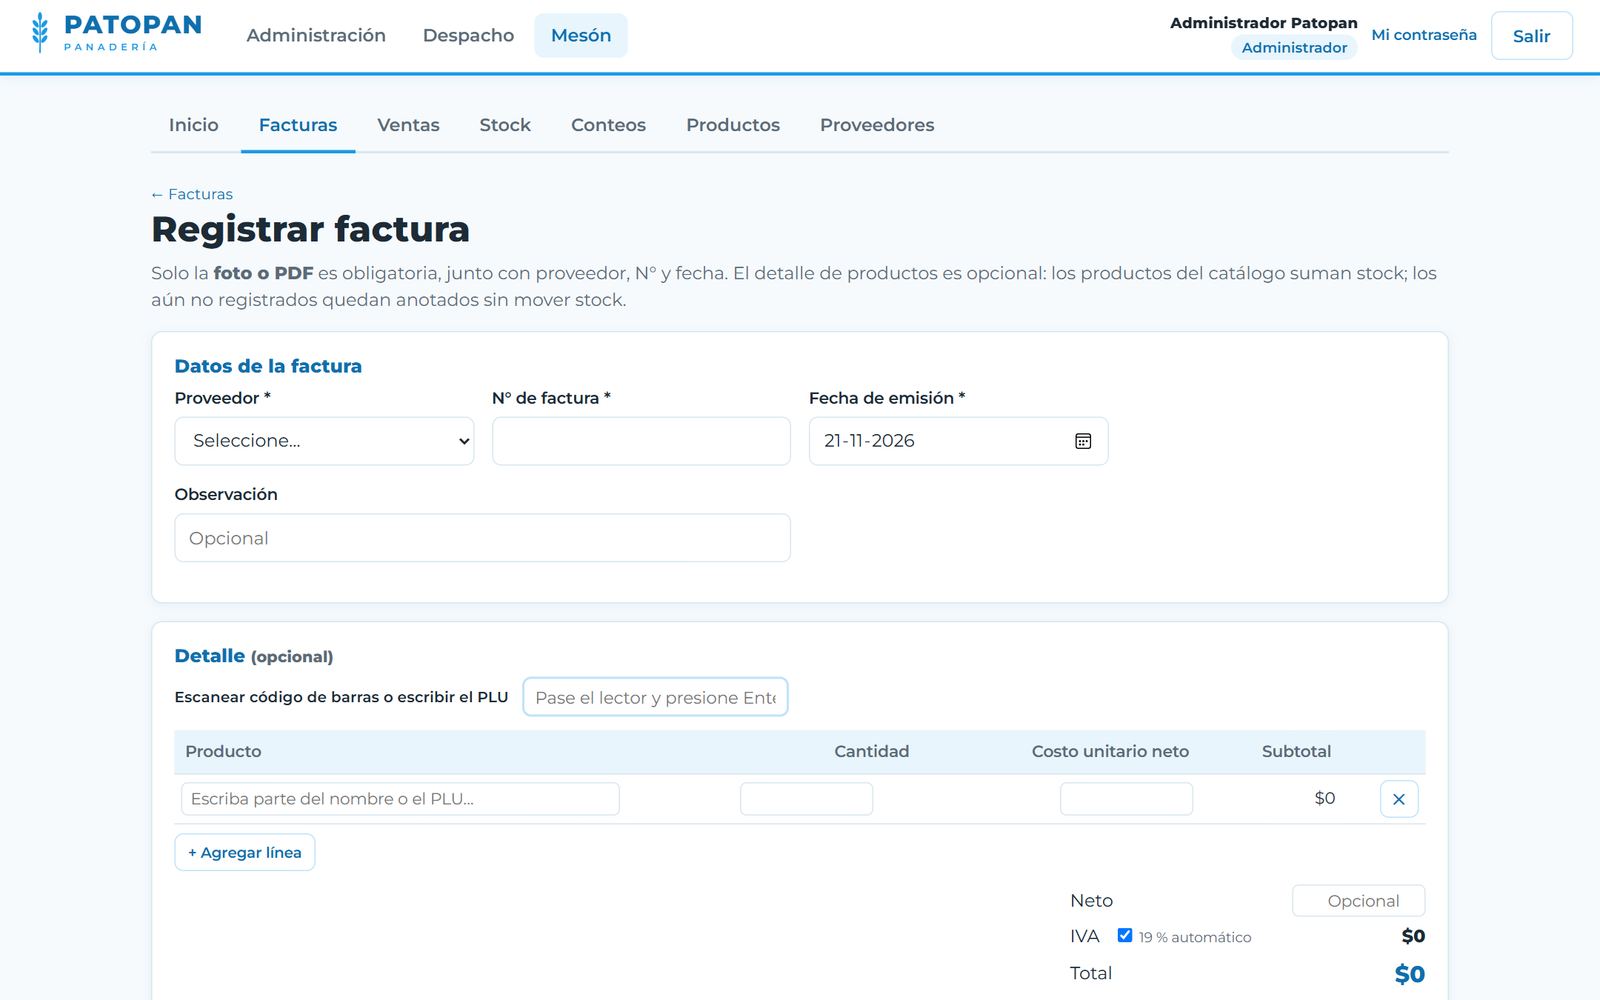 PATOPAN
PANADERÍA
Administración
Despacho
Mesón
Administrador Patopan
Administrador
Mi contraseña
Salir
Inicio
Facturas
Ventas
Stock
Conteos
Productos
Proveedores
← Facturas
Registrar factura
Solo la foto o PDF es obligatoria, junto con proveedor, N° y fecha. El detalle de productos es opcional: los productos del catálogo suman stock; los
aún no registrados quedan anotados sin mover stock.
Datos de la factura
Proveedor *
N° de factura *
Fecha de emisión *
Seleccione...
21-11-2026
Observación
Opcional
Detalle (opcional)
Escanear código de barras o escribir el PLU
Pase el lector y presione Ente
Producto
Cantidad
Costo unitario neto
Subtotal
Escriba parte del nombre o el PLU...
$0
×
+ Agregar línea
Neto
Opcional
IVA
19 % automático
$0
Total
$0